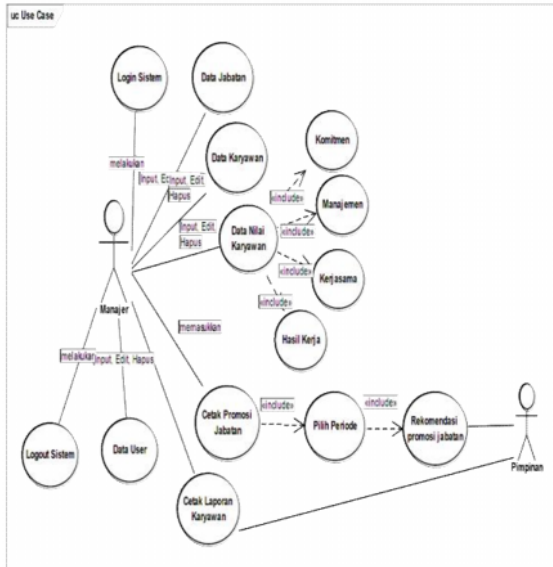 uc Use Case
Login Sistem
Data Jabatan
Data Karyawan
Komitmen
Manajemen
Kerjasama
Hasil Kerja
Data Nilai
Karyawan
melakukan
Input, Edit,
Hapus
Input, Edit,
Hapus
«include»
«include»
«include»
«include»
Manajer
memasukkan
melakukan
Input, Edit, Hapus
Logout Sistem
Data User
Cetak Promosi
Jabatan
«include»
Pilih Periode
«include»
Rekomendasi
promosi jabatan
Pimpinan
Cetak Laporan
Karyawan